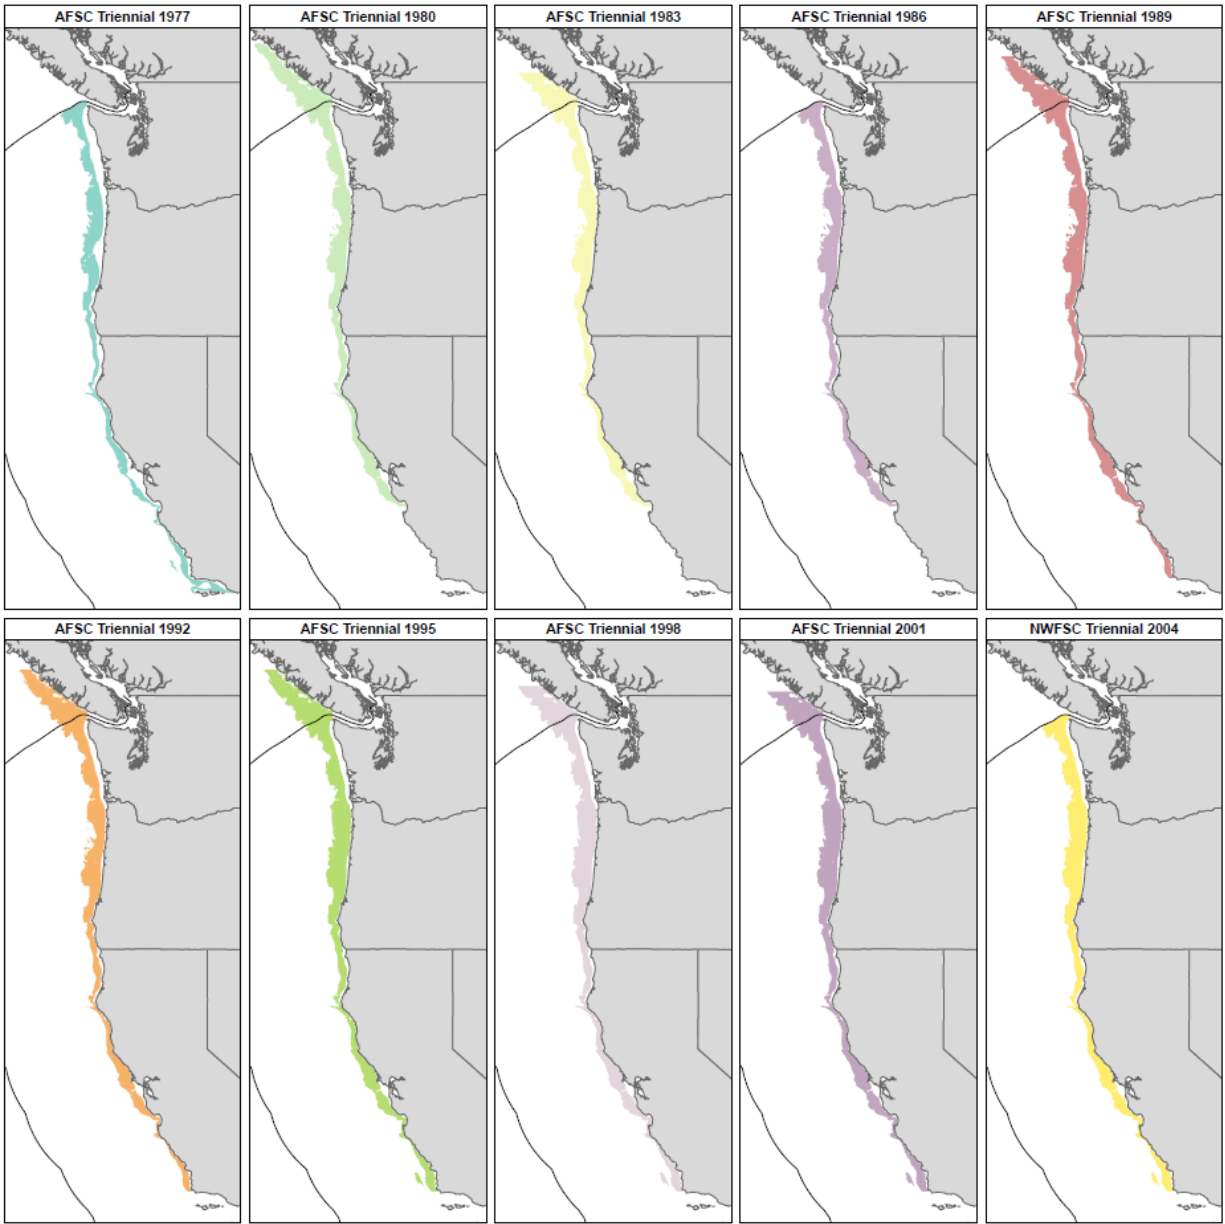 AFSC Triennial 1977
AFSC Triennial 1980
AFSC Triennial 1983
AFSC Triennial 1986
AFSC Triennial 1989
AFSC Triennial 1992
AFSC Triennial 1995
AFSC Triennial 1998
AFSC Triennial 2001
NWFSC Triennial 2004